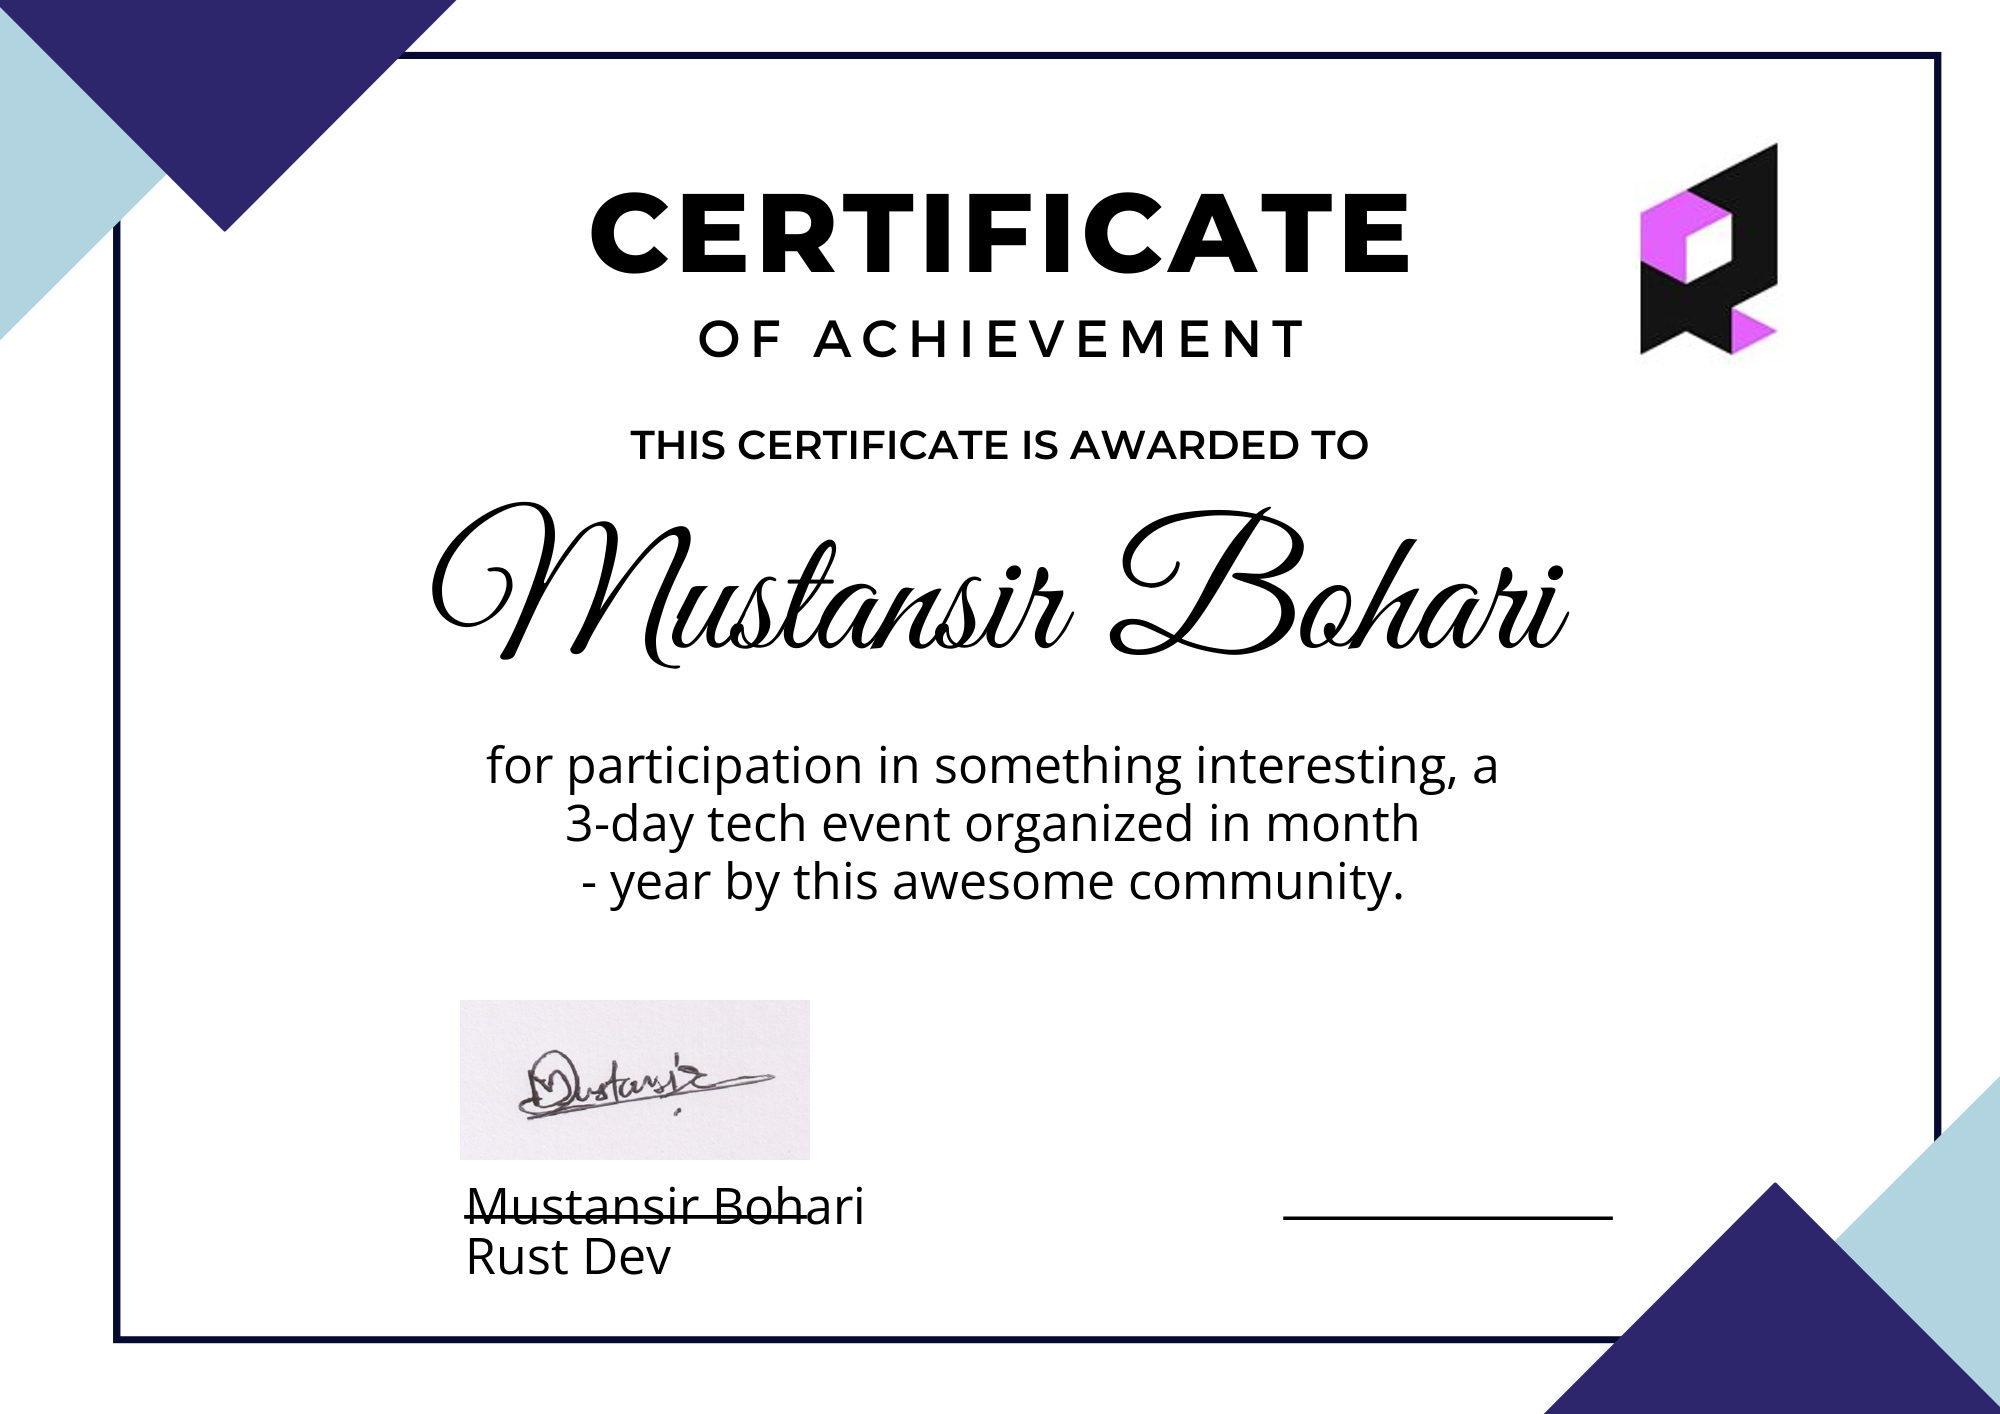 CERTIFICATE
OF ACHIEVEMENT
THIS CERTIFICATE IS AWARDED TO
Mustansir Bohari
for participation in something interesting, a
3-day tech event organized in month
- year by this awesome community.
Mustansir
Mustansir Bohari
Rust Dev